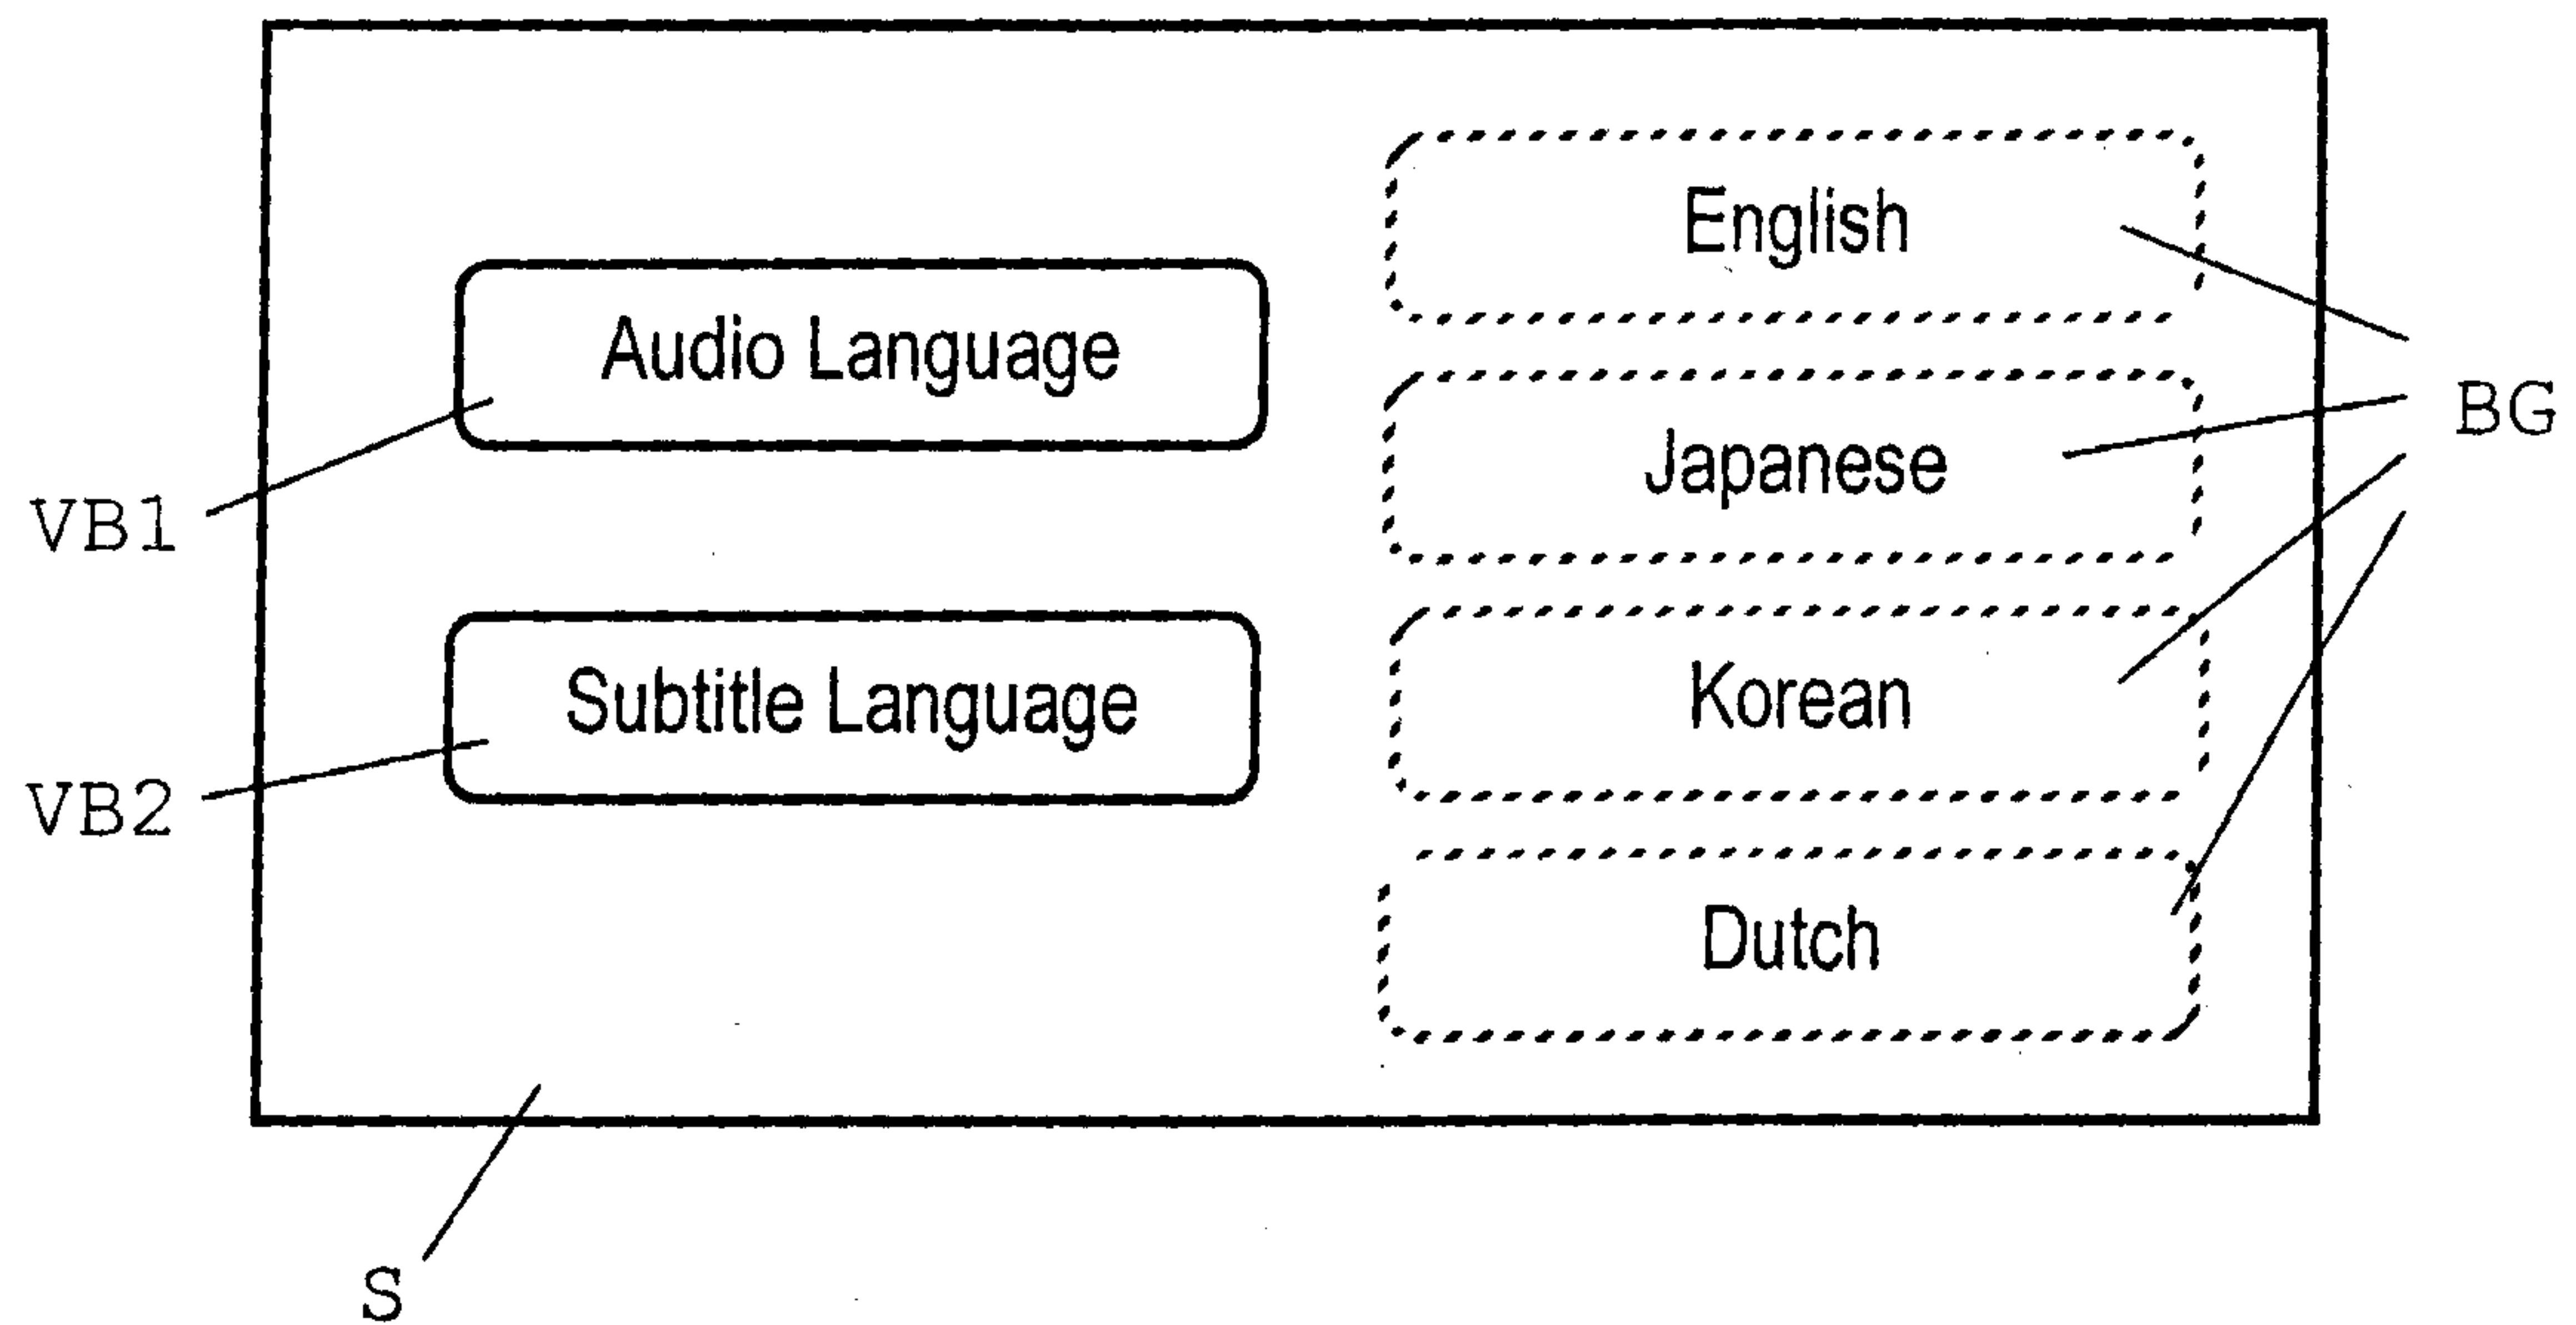 English
Audio Language
Japanese
BG
VB1
Subtitle Language
Korean
VB2
Dutch
S